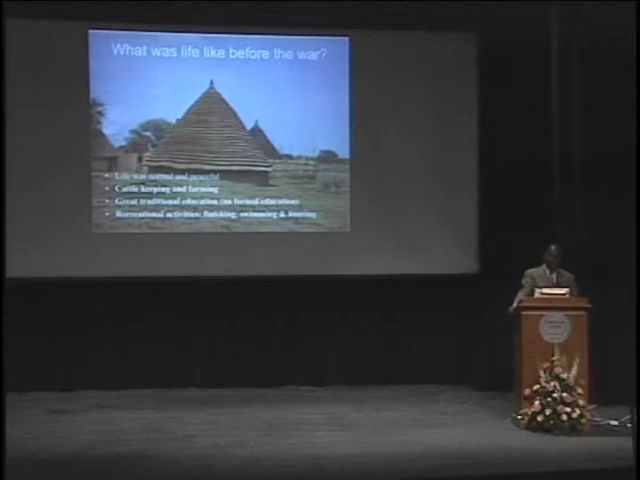 What was life like before the war?
• Life was normal and peaceful
• Cattle keeping and farming
• Great traditional education (no formal education)
• Recreational activities: finishing, swimming & hunting